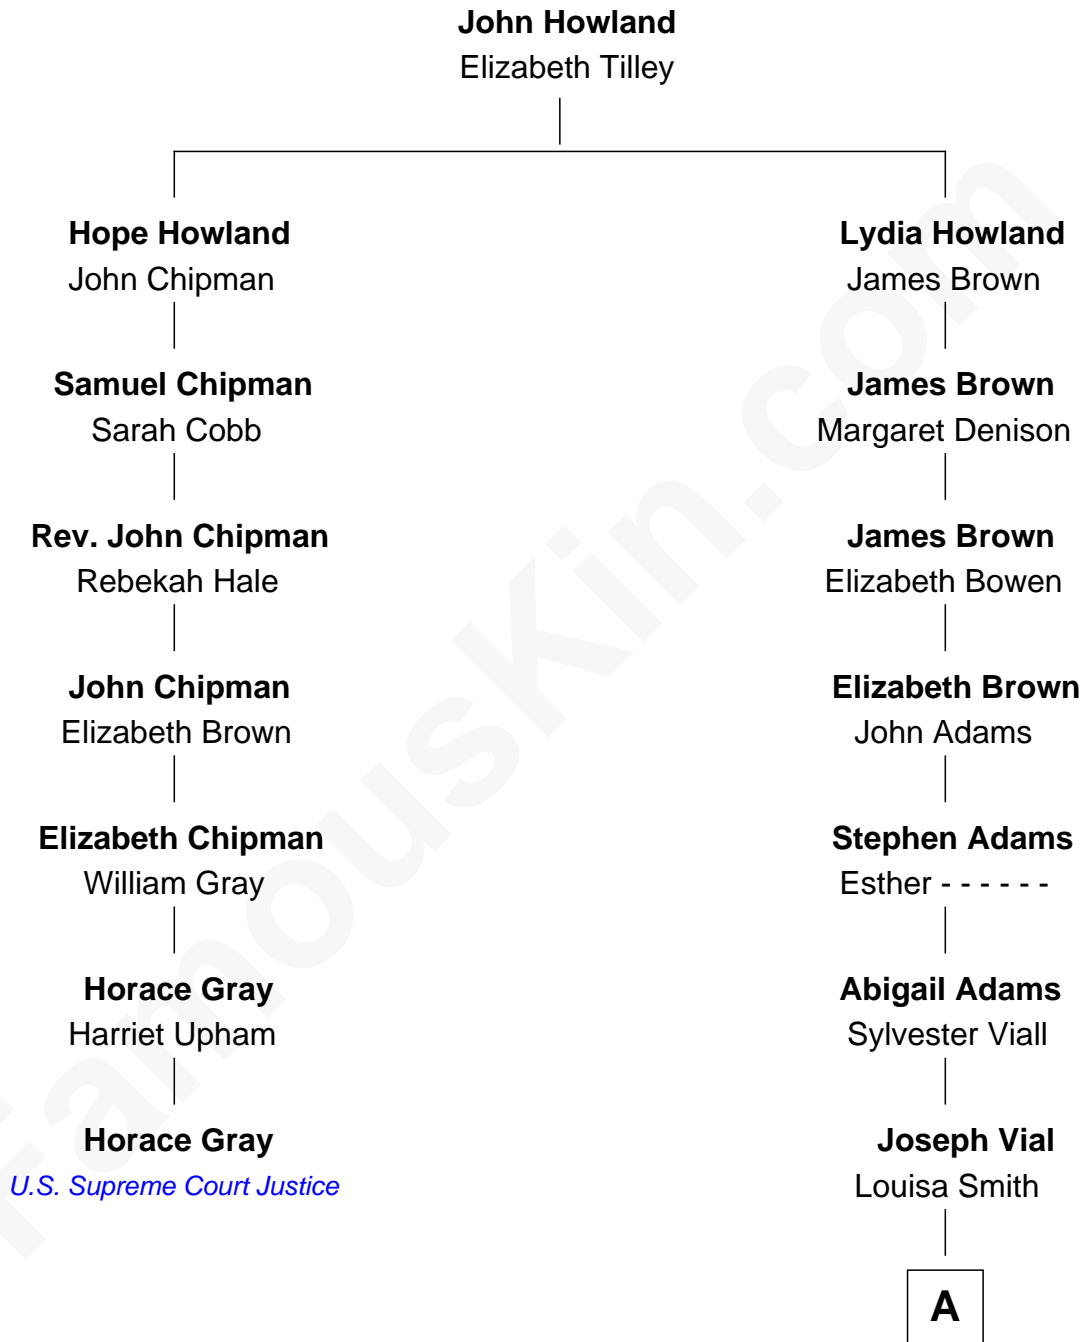 John Howland
Elizabeth Tilley
Hope Howland
John Chipman
Lydia Howland
James Brown
Samuel Chipman
Sarah Cobb
James Brown
Margaret Denison
Rev. John Chipman
Rebekah Hale
James Brown
Elizabeth Bowen
John Chipman
Elizabeth Brown
Elizabeth Brown
John Adams
Elizabeth Chipman
William Gray
Stephen Adams
Esther - - - - - -
Horace Gray
Harriet Upham
Abigail Adams
Sylvester Viall
Horace Gray
U.S. Supreme Court Justice
Joseph Vial
Louisa Smith
A
FamousKin.com